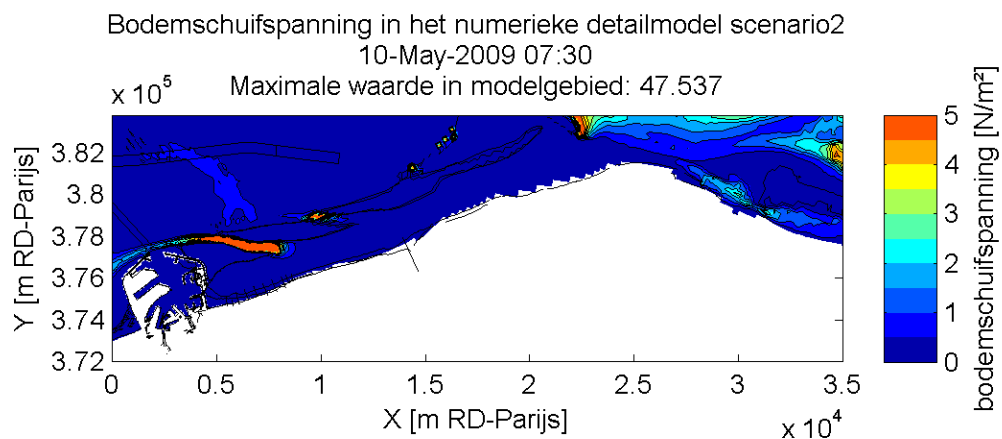 Bodemschuifspanning in het numerieke detailmodel scenario2
10-May-2009 07:30
Maximale waarde in modelgebied: 47.537
x 10⁵
3.82
3.8
3.78
3.76
3.74
3.72
Y [m RD-Parijs]
0 0.5 1 1.5 2 2.5 3 3.5
X [m RD-Parijs]
x 10⁴
5
4
3
2
1
0
bodemschuifspanning [N/m²]